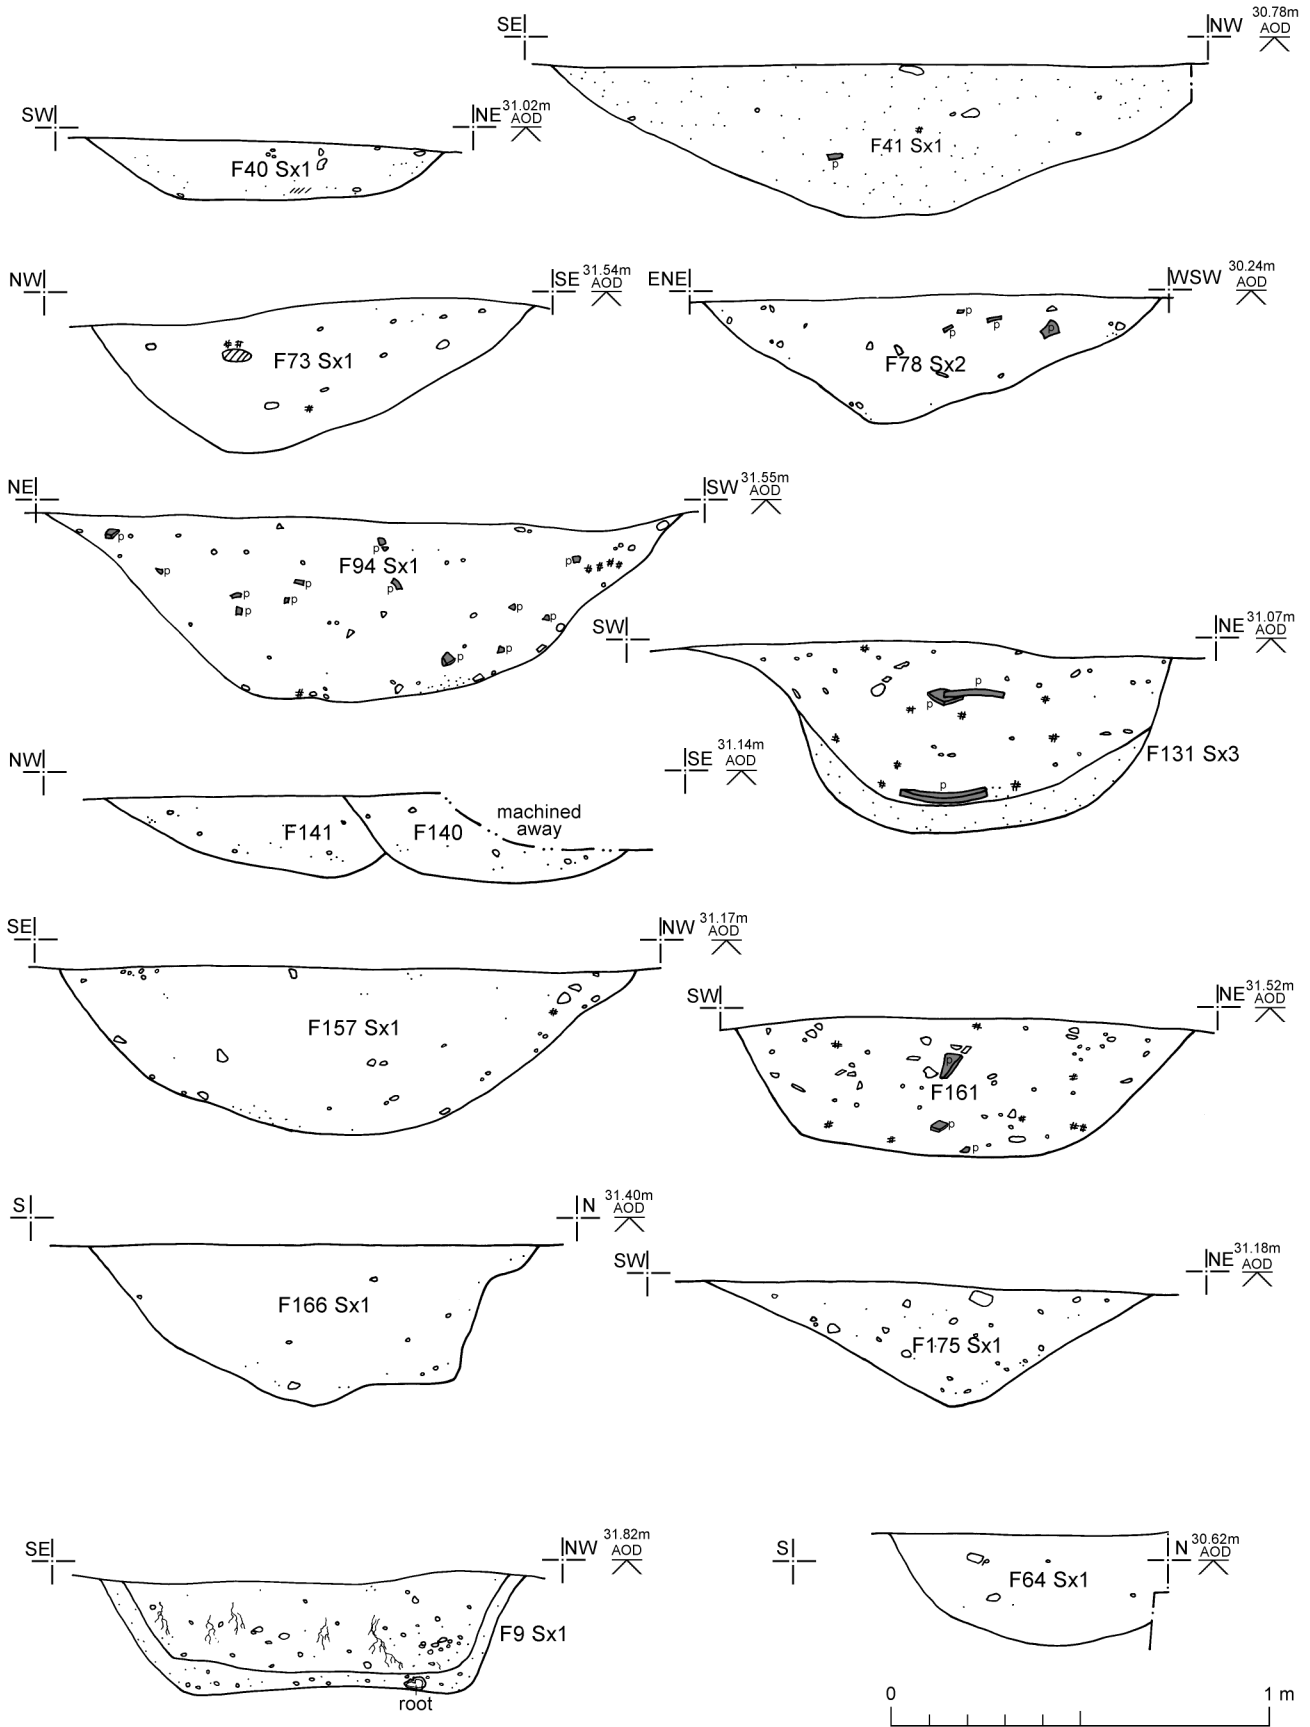 SE NW 30.78m
AOD
SW NE 31.02m
AOD
F40 Sx1
F41 Sx1
p
NW SE 31.54m
AOD
F73 Sx1
ENE WSW 30.24m
AOD
p
p
p
p
F78 Sx2
NE SW 31.55m
AOD
p
p
p
F94 Sx1
p
p
p
p
p
p
p
p
p
p
SW NE 31.07m
AOD
p
p
p
F131 Sx3
NW SE 31.14m
AOD
machined
away
F141 F140
SE NW 31.17m
AOD
F157 Sx1
SW NE 31.52m
AOD
p
F161
p
p
S N 31.40m
AOD
F166 Sx1
SW NE 31.18m
AOD
F175 Sx1
SE NW 31.82m
AOD
F9 Sx1
root
S N 30.62m
AOD
p
F64 Sx1
0 1 m